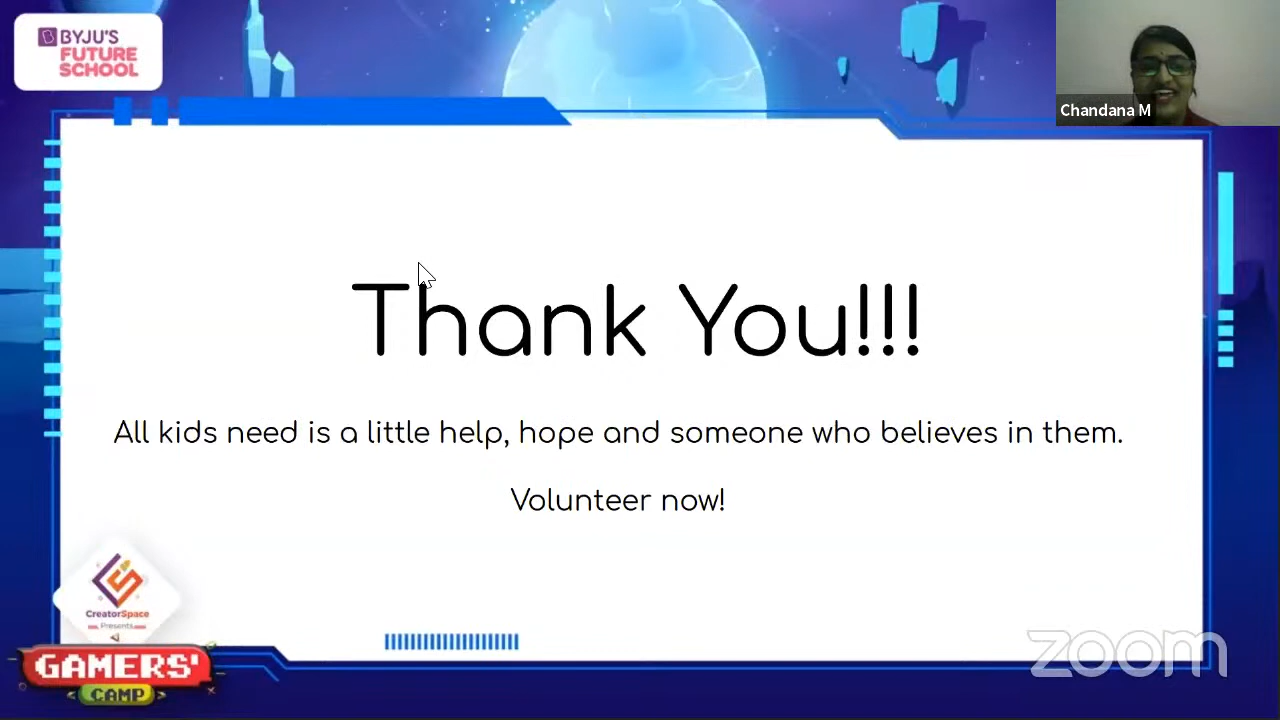 BYJU'S
FUTURE
SCHOOL
Chandana M
Thank You!!!
All kids need is a little help, hope and someone who believes in them.
Volunteer now!
CreatorSpace
Presents
GAMERS'
CAMP
zoom